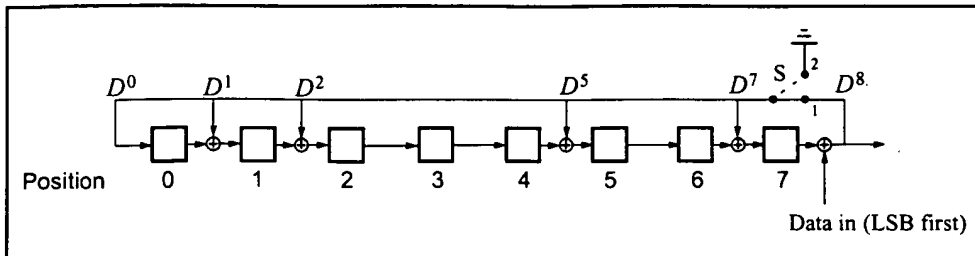 S 2
D⁰ D¹ D² D⁵ D⁷ D⁸
1
Position 0 1 2 3 4 5 6 7
Data in (LSB first)